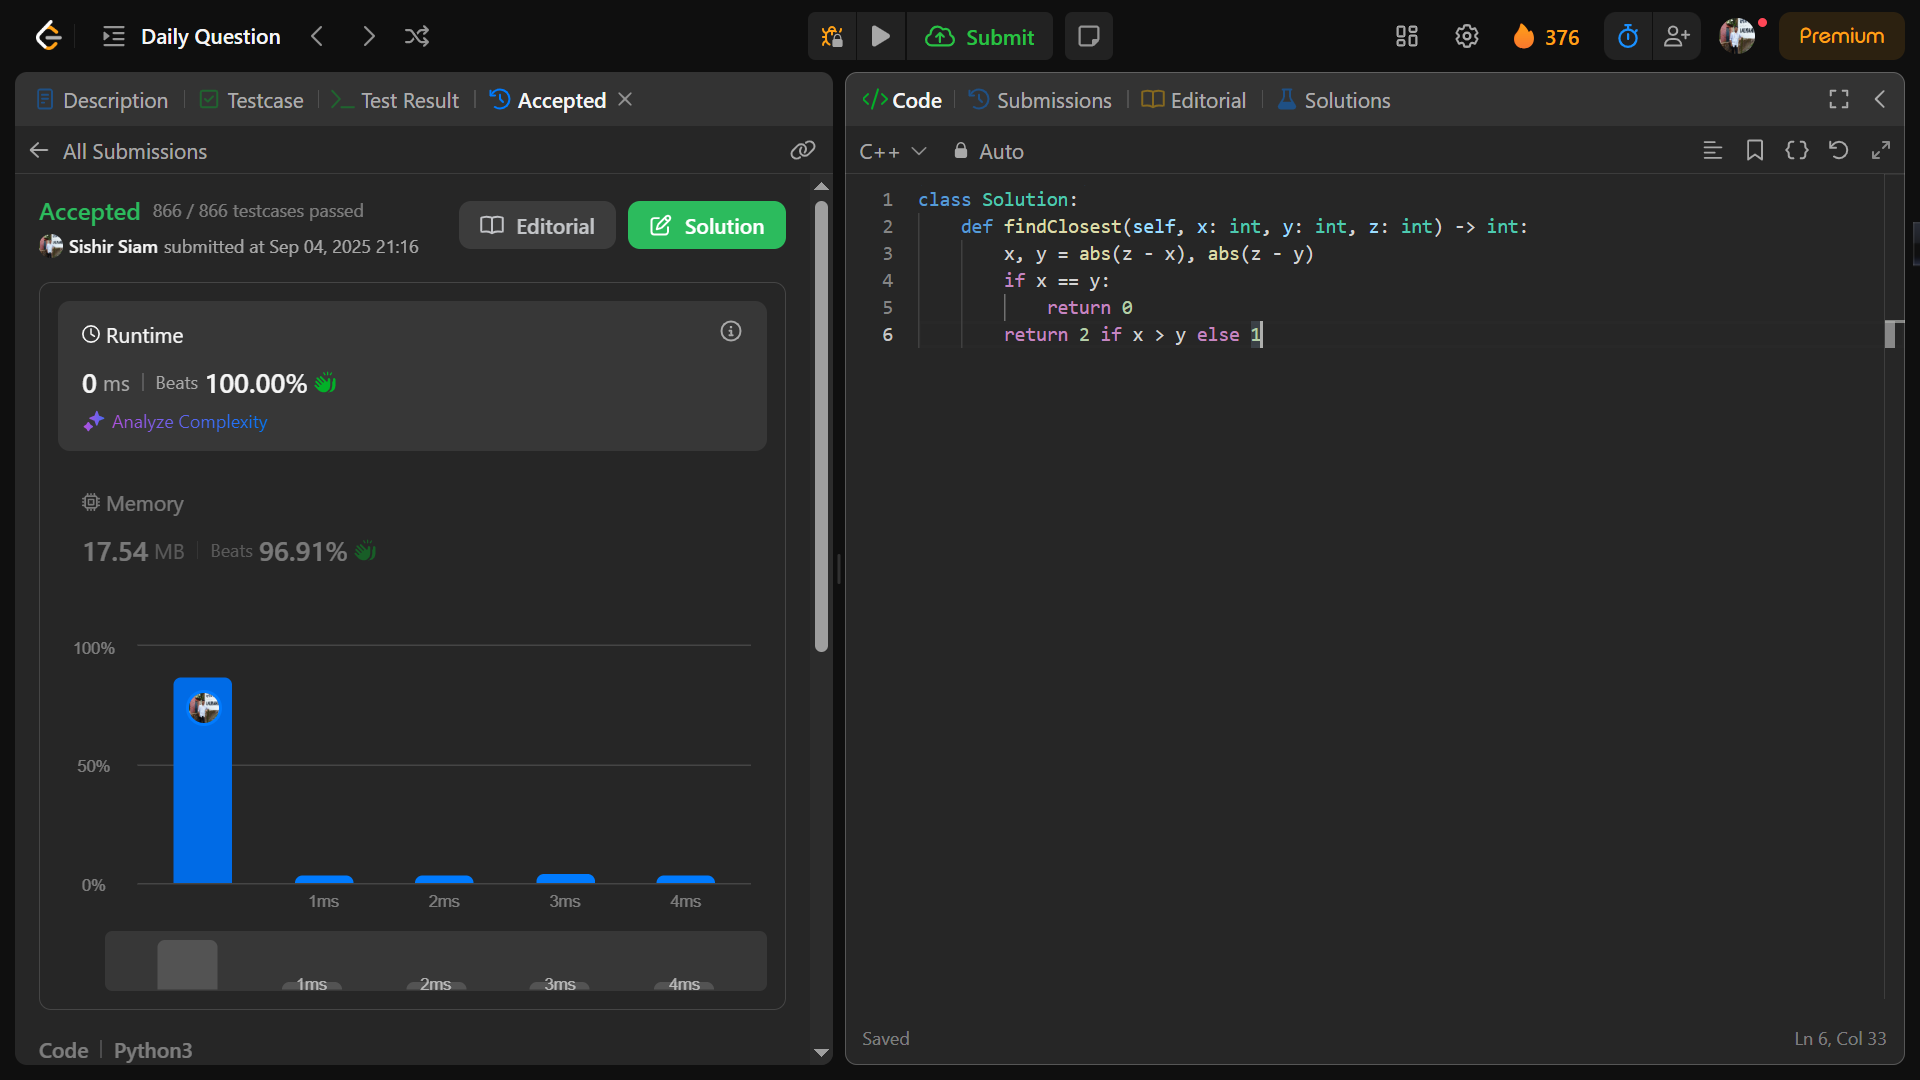 Daily Question
Submit
376
Premium
Description
Testcase
Test Result
Accepted
All Submissions
Accepted 866 / 866 testcases passed
Sishir Siam submitted at Sep 04, 2025 21:16
Editorial
Solution
Runtime
0 ms Beats 100.00%
Analyze Complexity
Memory
17.54 MB Beats 96.91%
100%
50%
0%
1ms 2ms 3ms 4ms
1ms 2ms 3ms 4ms
Code Python3
Code
Submissions
Editorial
Solutions
C++
Auto
1 class Solution:
2 def findClosest(self, x: int, y: int, z: int) -> int:
3 x, y = abs(z - x), abs(z - y)
4 if x == y:
5 return 0
6 return 2 if x > y else 1
Saved
Ln 6, Col 33